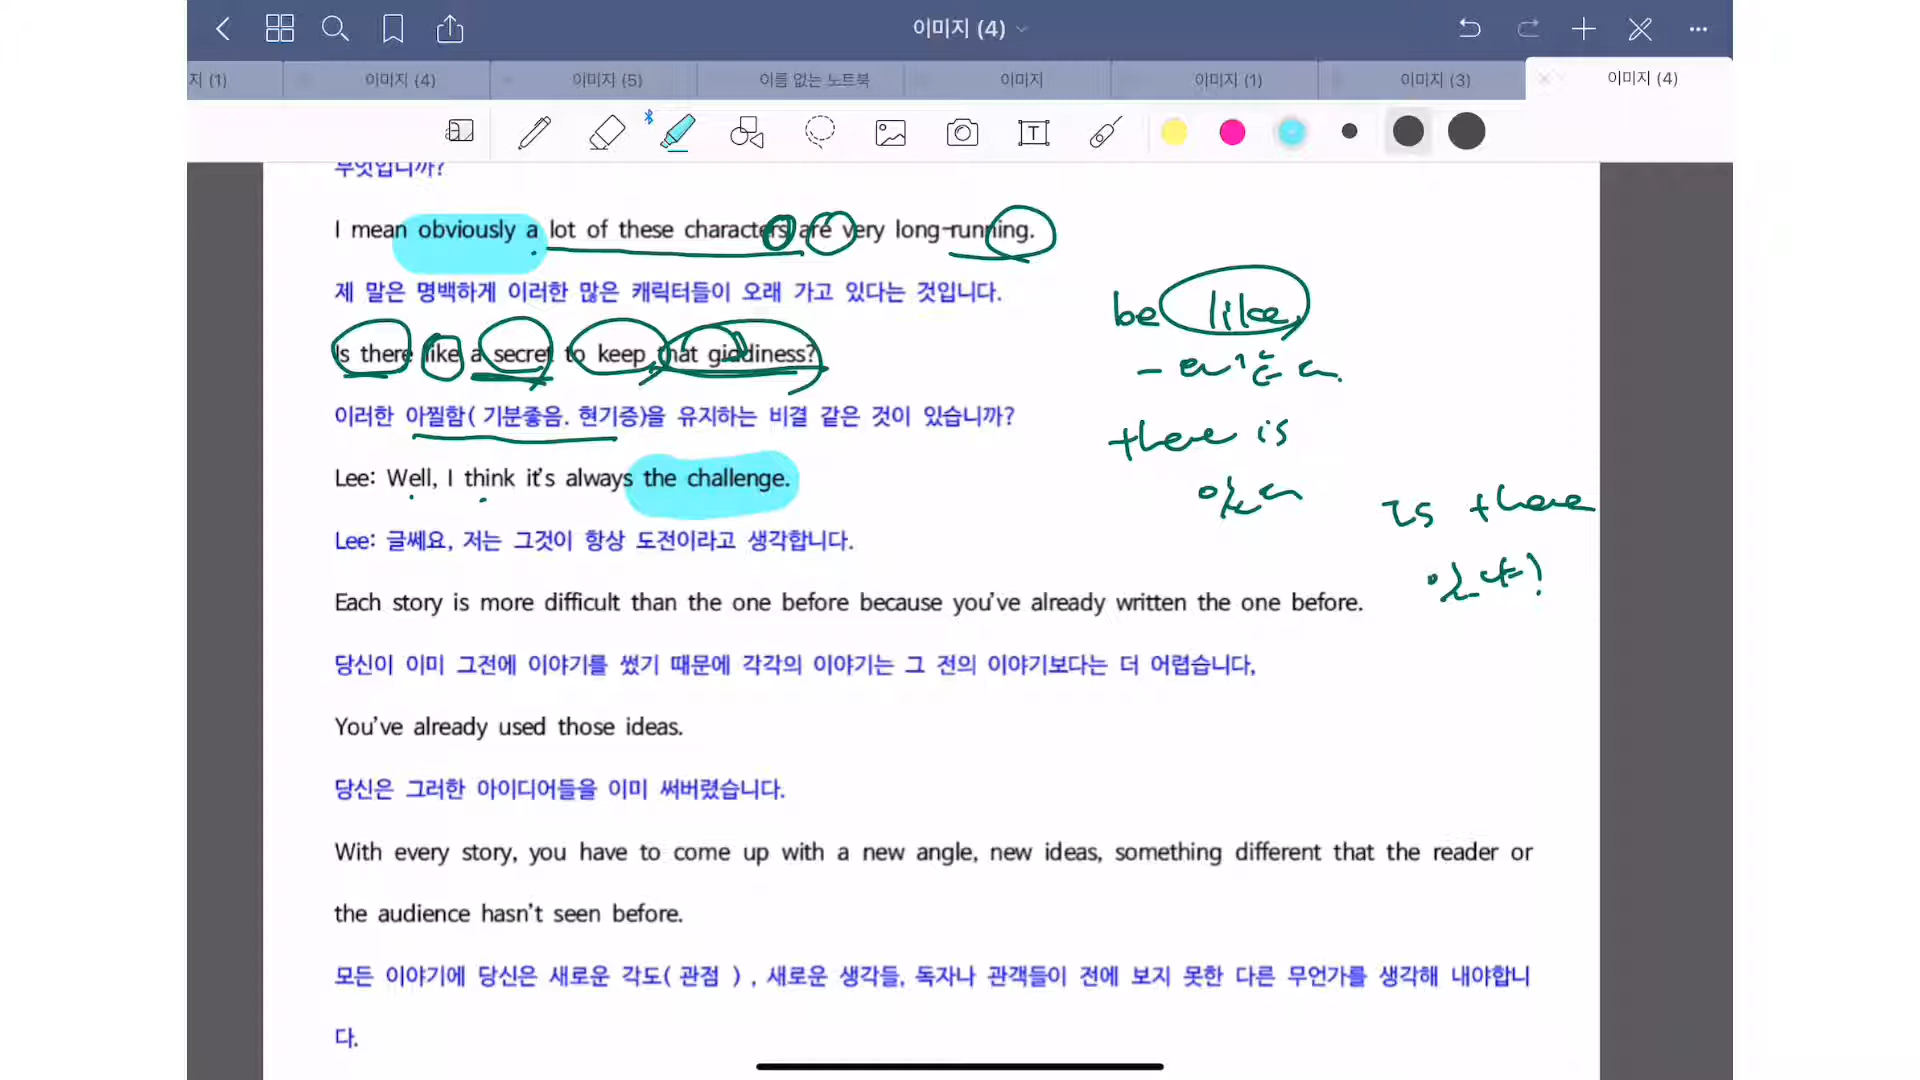 이미지 (4)
지 (1)
이미지 (4)
이미지 (5)
이름 없는 노트북
이미지
이미지 (1)
이미지 (3)
이미지 (4)
무엇입니까?
I mean obviously a lot of these characters are very long-running.
제 말은 명백하게 이러한 많은 캐릭터들이 오래 가고 있다는 것입니다.
be like
Is there like a secret to keep that giddiness?
이러한 아찔함( 기분좋음. 현기증)을 유지하는 비결 같은 것이 있습니까?
there is
Lee: Well, I think it's always the challenge.
있다
is there
Lee: 글쎄요, 저는 그것이 항상 도전이라고 생각합니다.
있나?
Each story is more difficult than the one before because you've already written the one before.
당신이 이미 그전에 이야기를 썼기 때문에 각각의 이야기는 그 전의 이야기보다는 더 어렵습니다,
You've already used those ideas.
당신은 그러한 아이디어들을 이미 써버렸습니다.
With every story, you have to come up with a new angle, new ideas, something different that the reader or
the audience hasn't seen before.
모든 이야기에 당신은 새로운 각도( 관점 ) , 새로운 생각들, 독자나 관객들이 전에 보지 못한 다른 무언가를 생각해 내야합니
다.